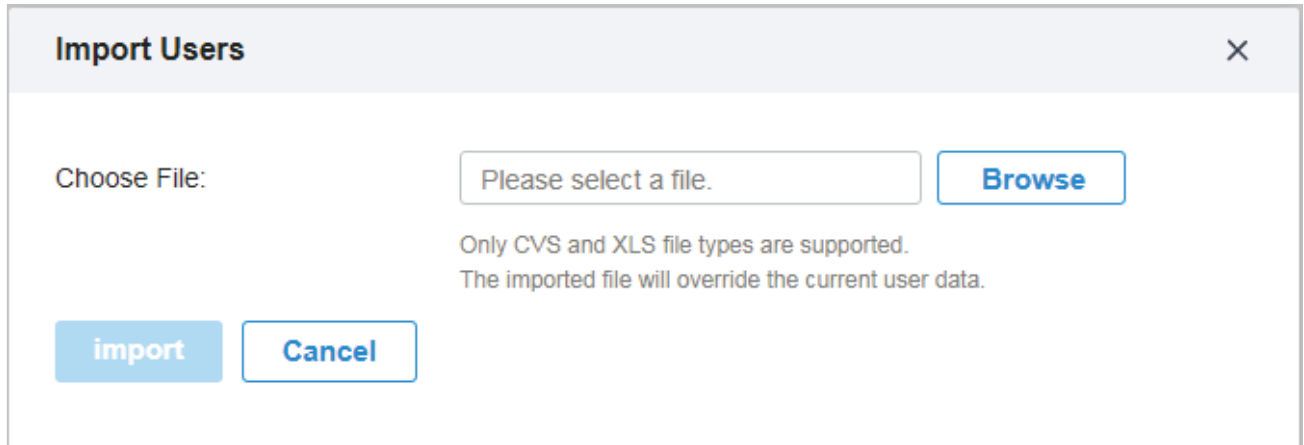 Import Users
Choose File:
Please select a file.
Browse
Only CVS and XLS file types are supported.
The imported file will override the current user data.
import
Cancel